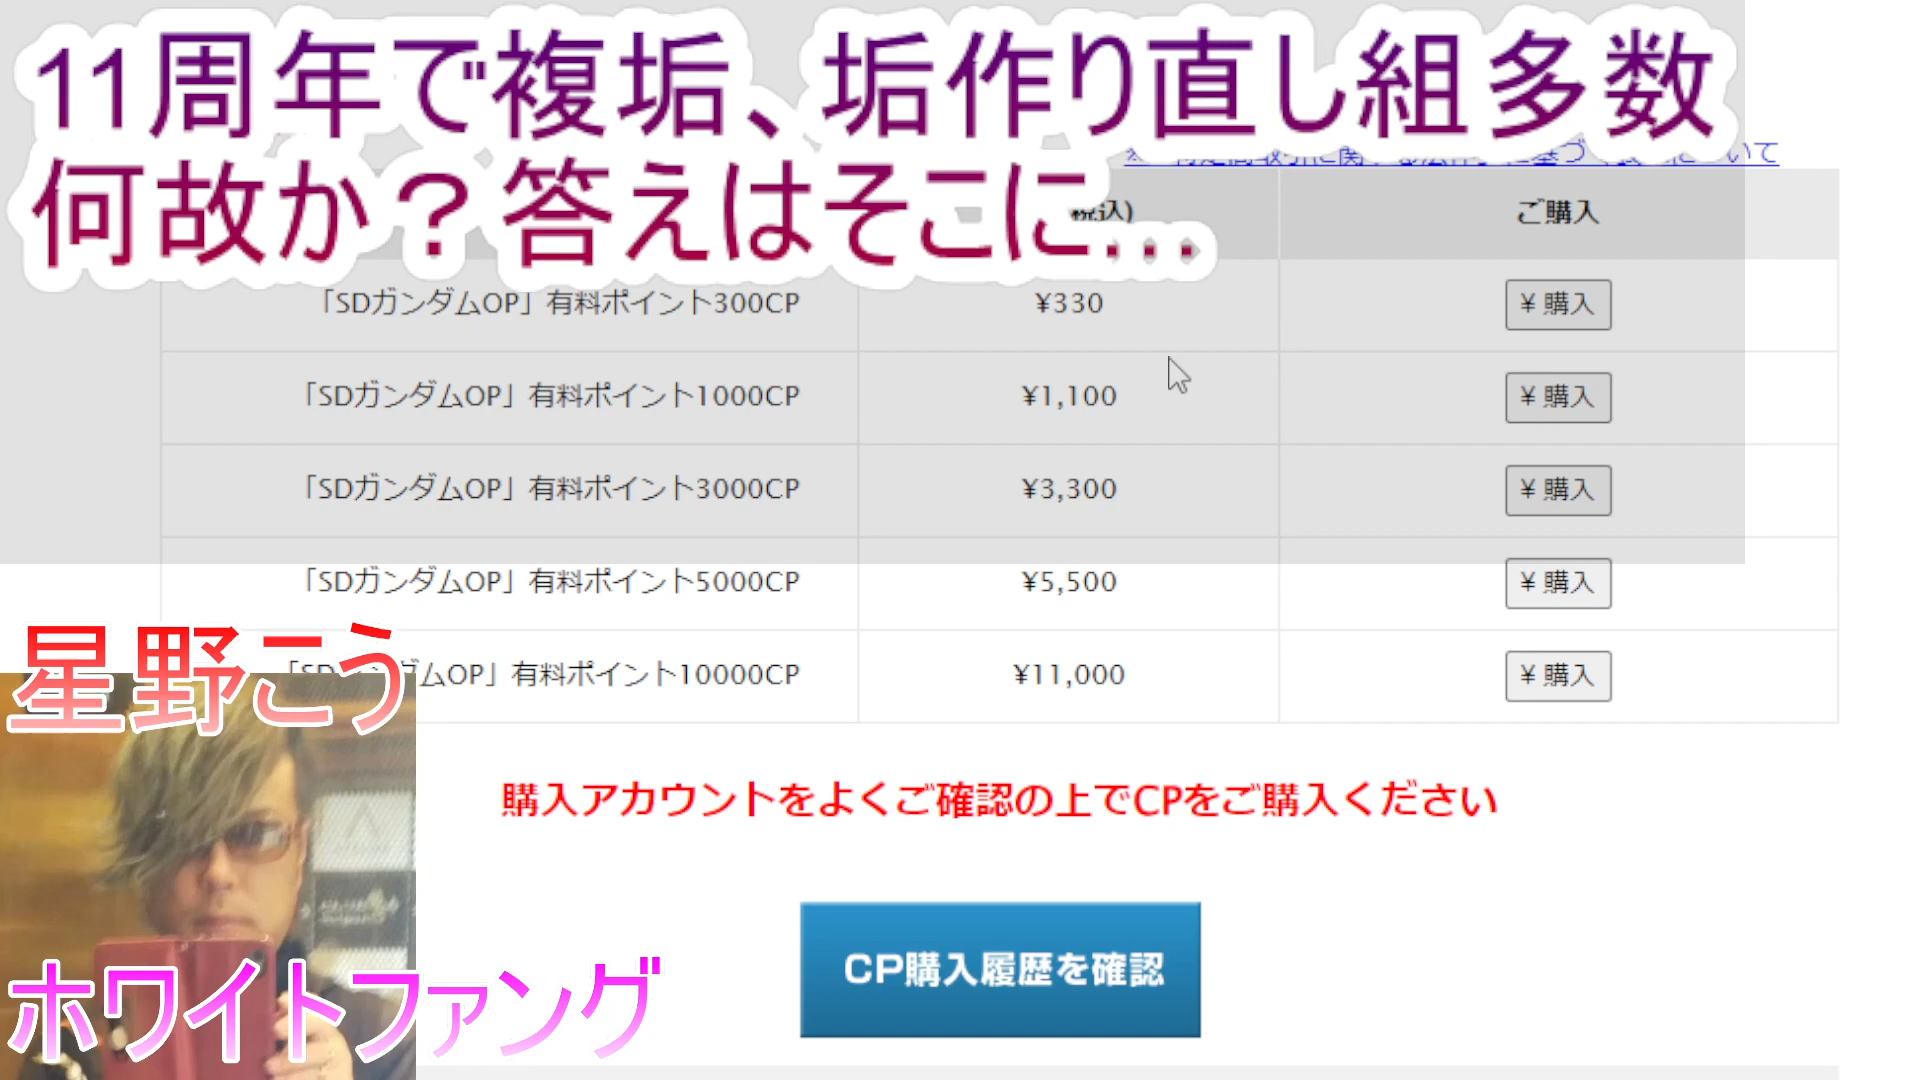 11周年で複垢、垢作り直し組多数
何故か？答えはそこに...
税込)
ご購入
「SDガンダムOP」有料ポイント300CP ¥330 ¥ 購入
「SDガンダムOP」有料ポイント1000CP ¥1,100 ¥ 購入
「SDガンダムOP」有料ポイント3000CP ¥3,300 ¥ 購入
「SDガンダムOP」有料ポイント5000CP ¥5,500 ¥ 購入
ムOP」有料ポイント10000CP ¥11,000 ¥ 購入
星野こう
購入アカウントをよくご確認の上でCPをご購入ください
CP購入履歴を確認
ホワイトファング